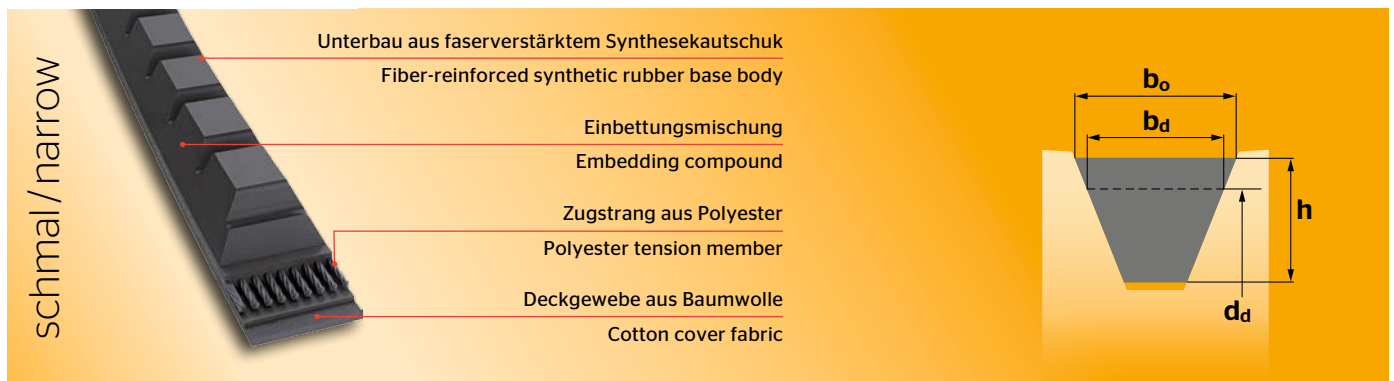 schmal / narrow
Unterbau aus faserverstärktem Synthesekautschuk
Fiber-reinforced synthetic rubber base body
Einbettungsmischung
Embedding compound
Zugstrang aus Polyester
Polyester tension member
Deckgewebe aus Baumwolle
Cotton cover fabric
bo
bd
h
dd